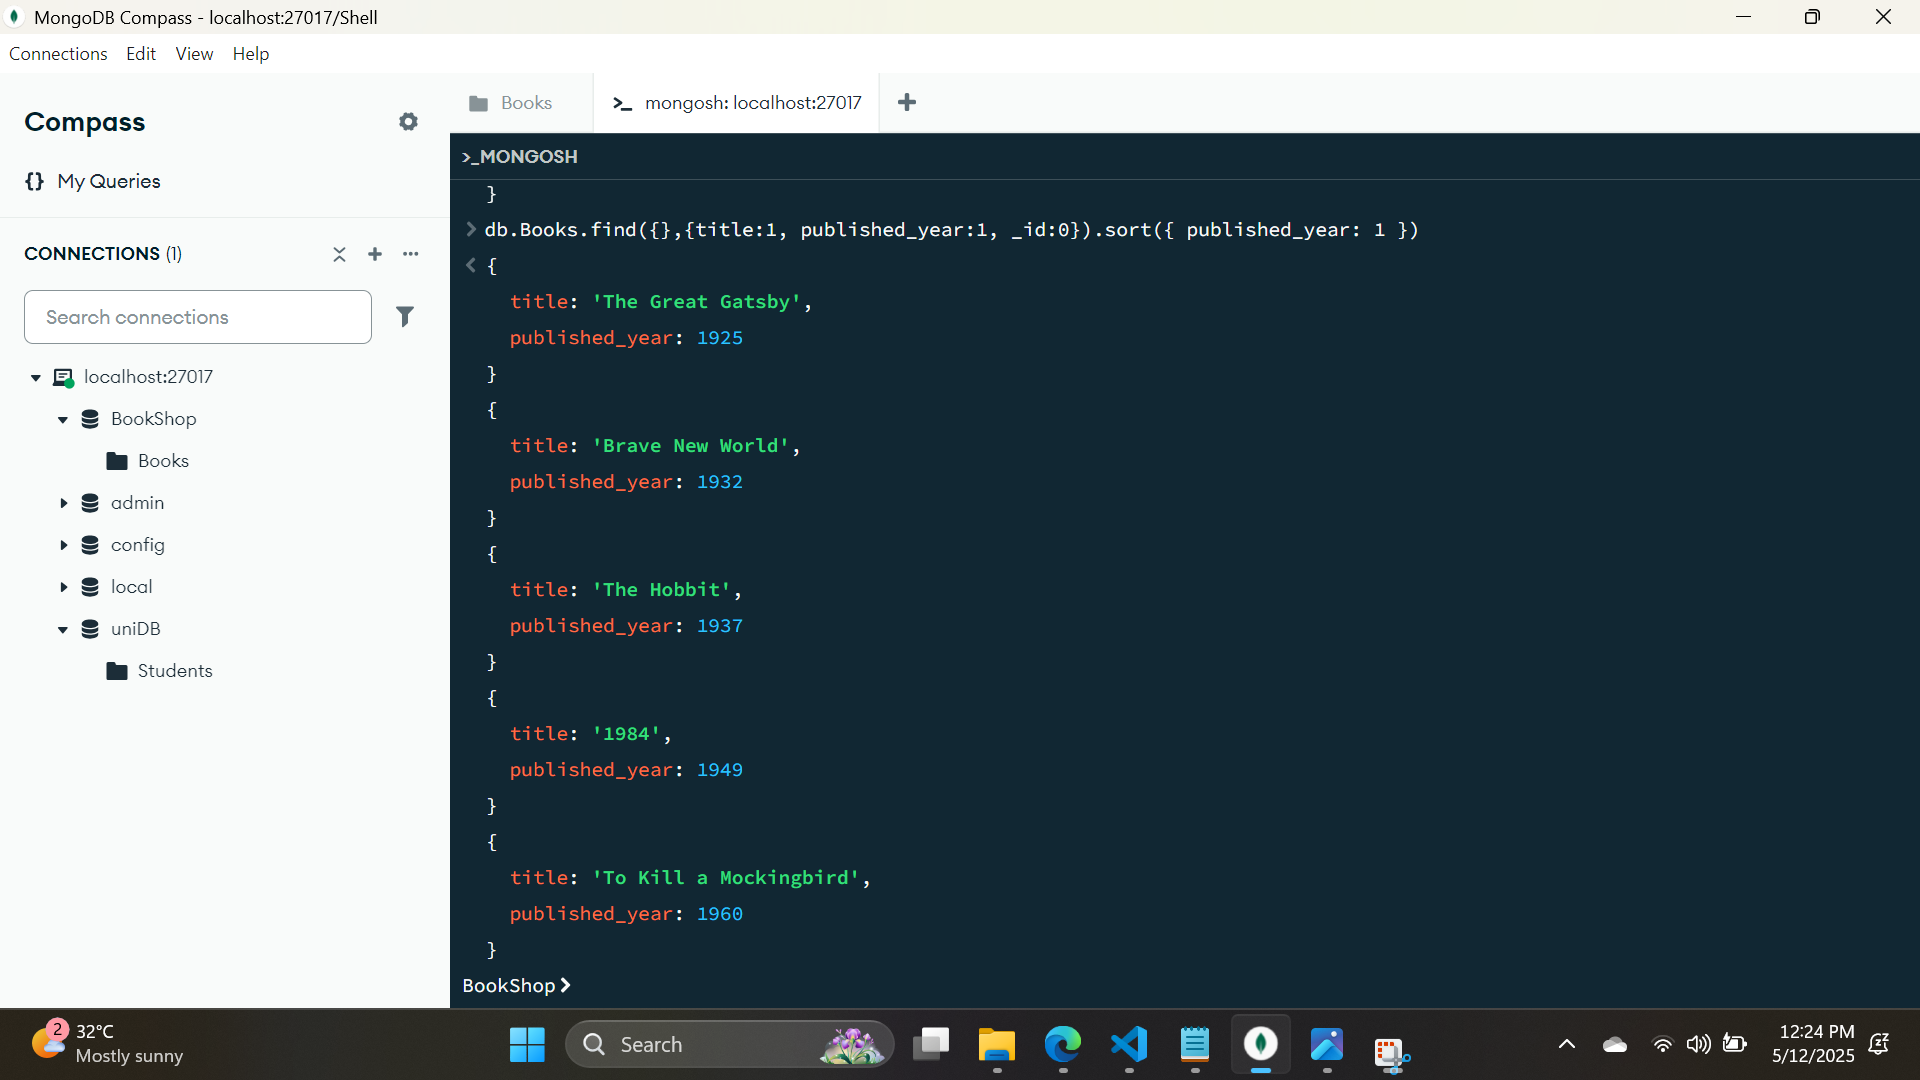 MongoDB Compass - localhost:27017/Shell
Connections Edit View Help
Compass
{} My Queries
CONNECTIONS (1)
Search connections
localhost:27017
BookShop
Books
admin
config
local
uniDB
Students
Books
>_ mongosh: localhost:27017
>_MONGOSH
}
> db.Books.find({},{title:1, published_year:1, _id:0}).sort({ published_year: 1 })
< {
title: 'The Great Gatsby',
published_year: 1925
}
{
title: 'Brave New World',
published_year: 1932
}
{
title: 'The Hobbit',
published_year: 1937
}
{
title: '1984',
published_year: 1949
}
{
title: 'To Kill a Mockingbird',
published_year: 1960
}
BookShop>
2
32°C
Mostly sunny
Search
12:24 PM
5/12/2025